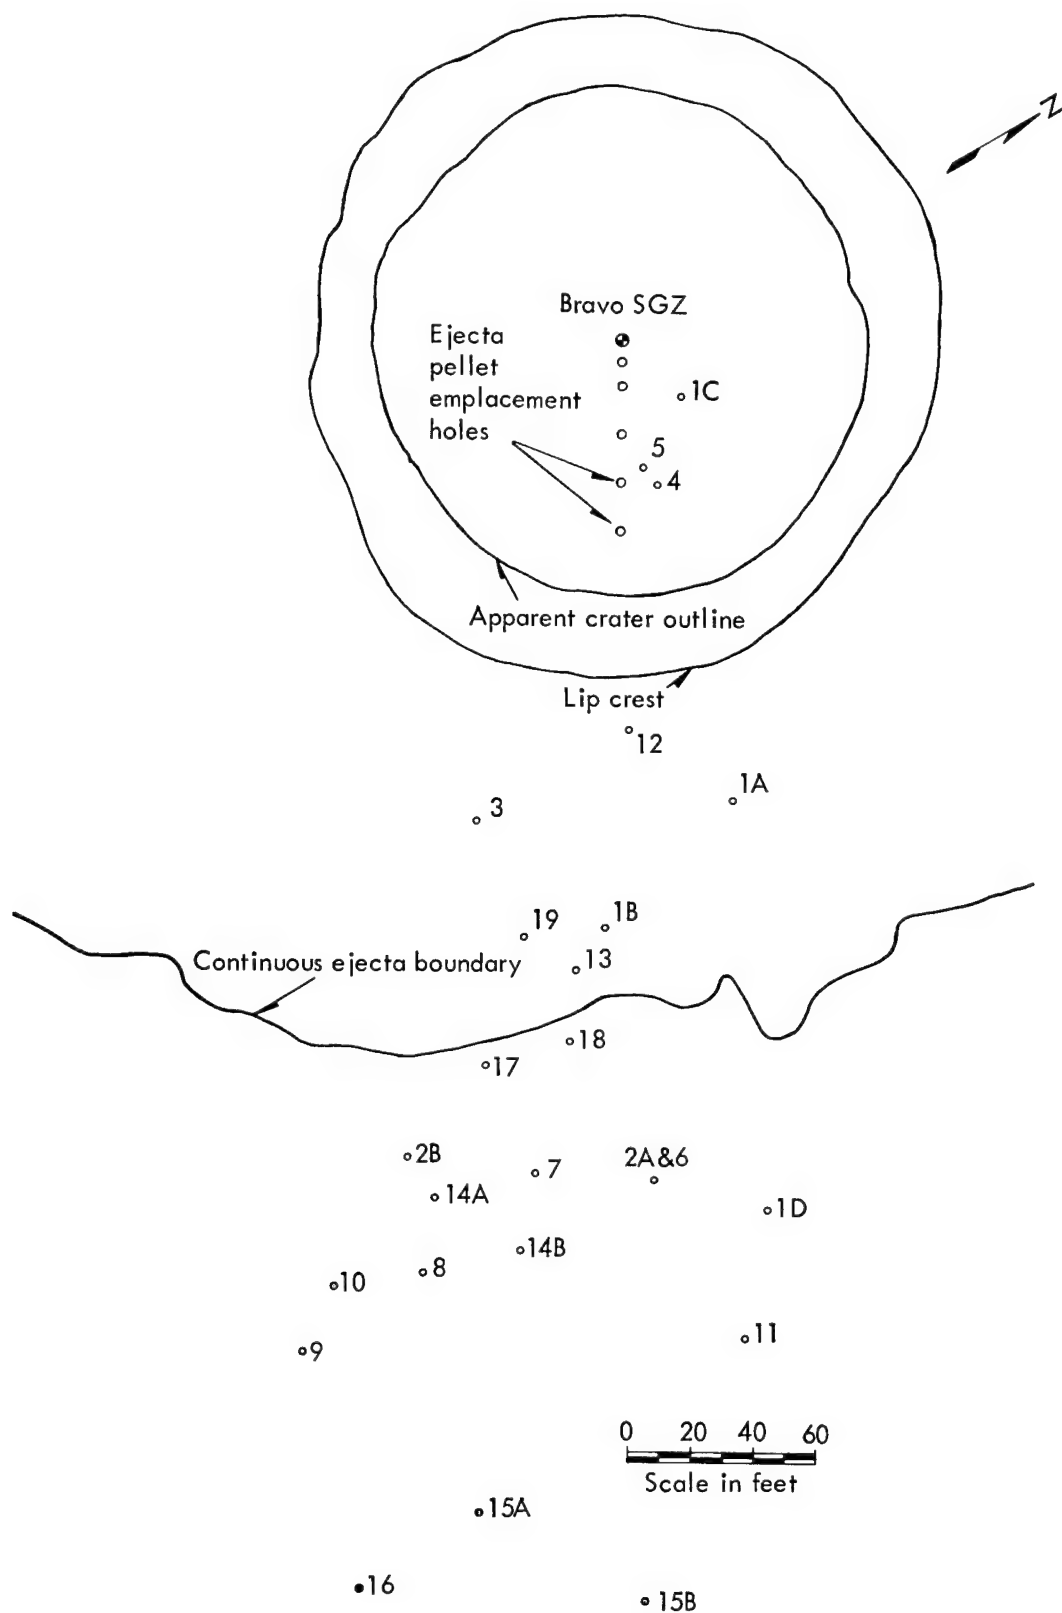 N
Bravo SGZ
Ejecta
pellet
emplacement
holes
1C
5
4
Apparent crater outline
Lip crest
12
1A
3
19
1B
Continuous ejecta boundary
13
18
17
2B
7
2A&6
14A
1D
14B
8
10
11
9
0 20 40 60
Scale in feet
15A
16
15B